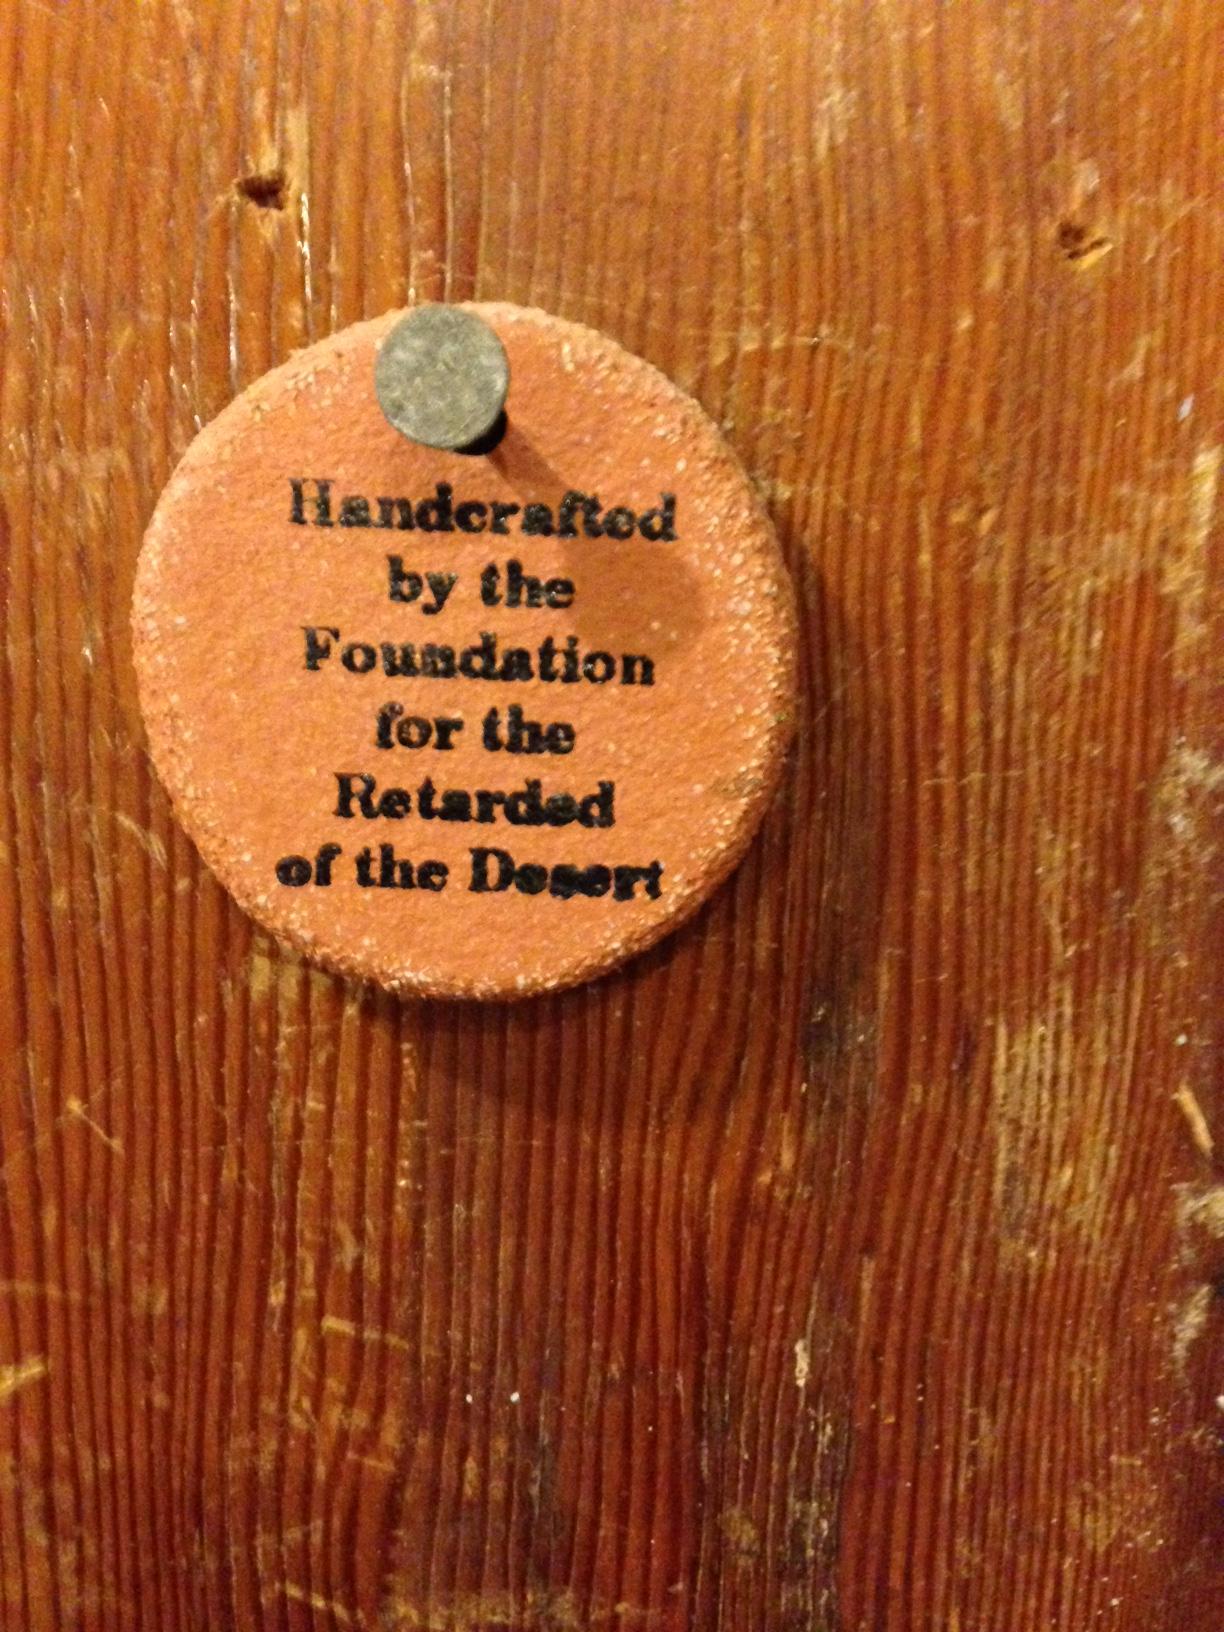 Handcrafted
by the
Foundation
for the
Retarded
of the Desert